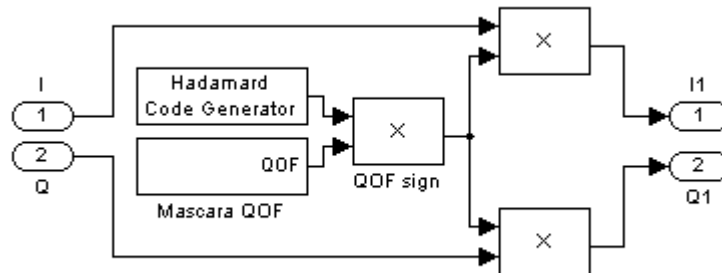 I
1
2
Q
Hadamard
Code Generator
QOF
Mascara QOF
×
QOF sign
×
×
I1
1
2
Q1